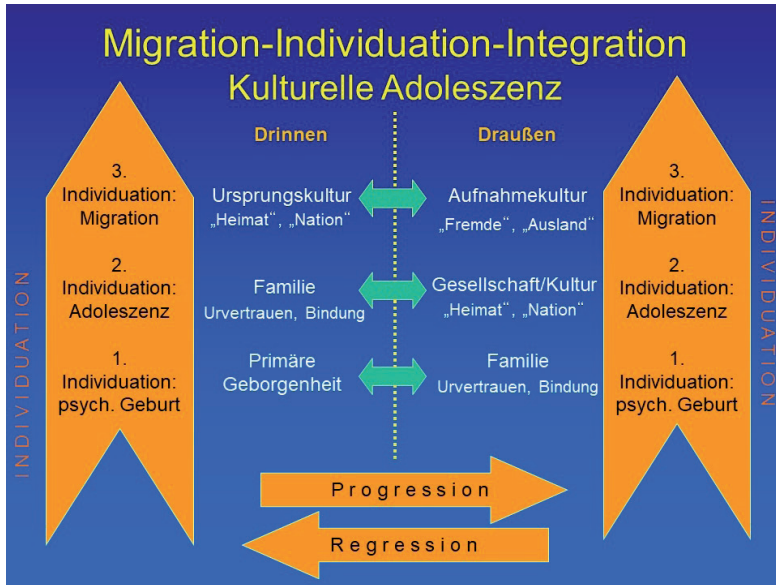 Migration-Individuation-Integration
Kulturelle Adoleszenz
Drinnen
Draußen
3.
Individuation:
Migration
Ursprungskultur
„Heimat“, „Nation“
Aufnahmekultur
„Fremde“, „Ausland“
3.
Individuation:
Migration
2.
Individuation:
Adoleszenz
Familie
Urvertrauen, Bindung
Gesellschaft/Kultur
„Heimat“, „Nation“
2.
Individuation:
Adoleszenz
1.
Individuation:
psych. Geburt
Primäre
Geborgenheit
Familie
Urvertrauen, Bindung
1.
Individuation:
psych. Geburt
INDIVIDUATION
INDIVIDUATION
Progression
Regression